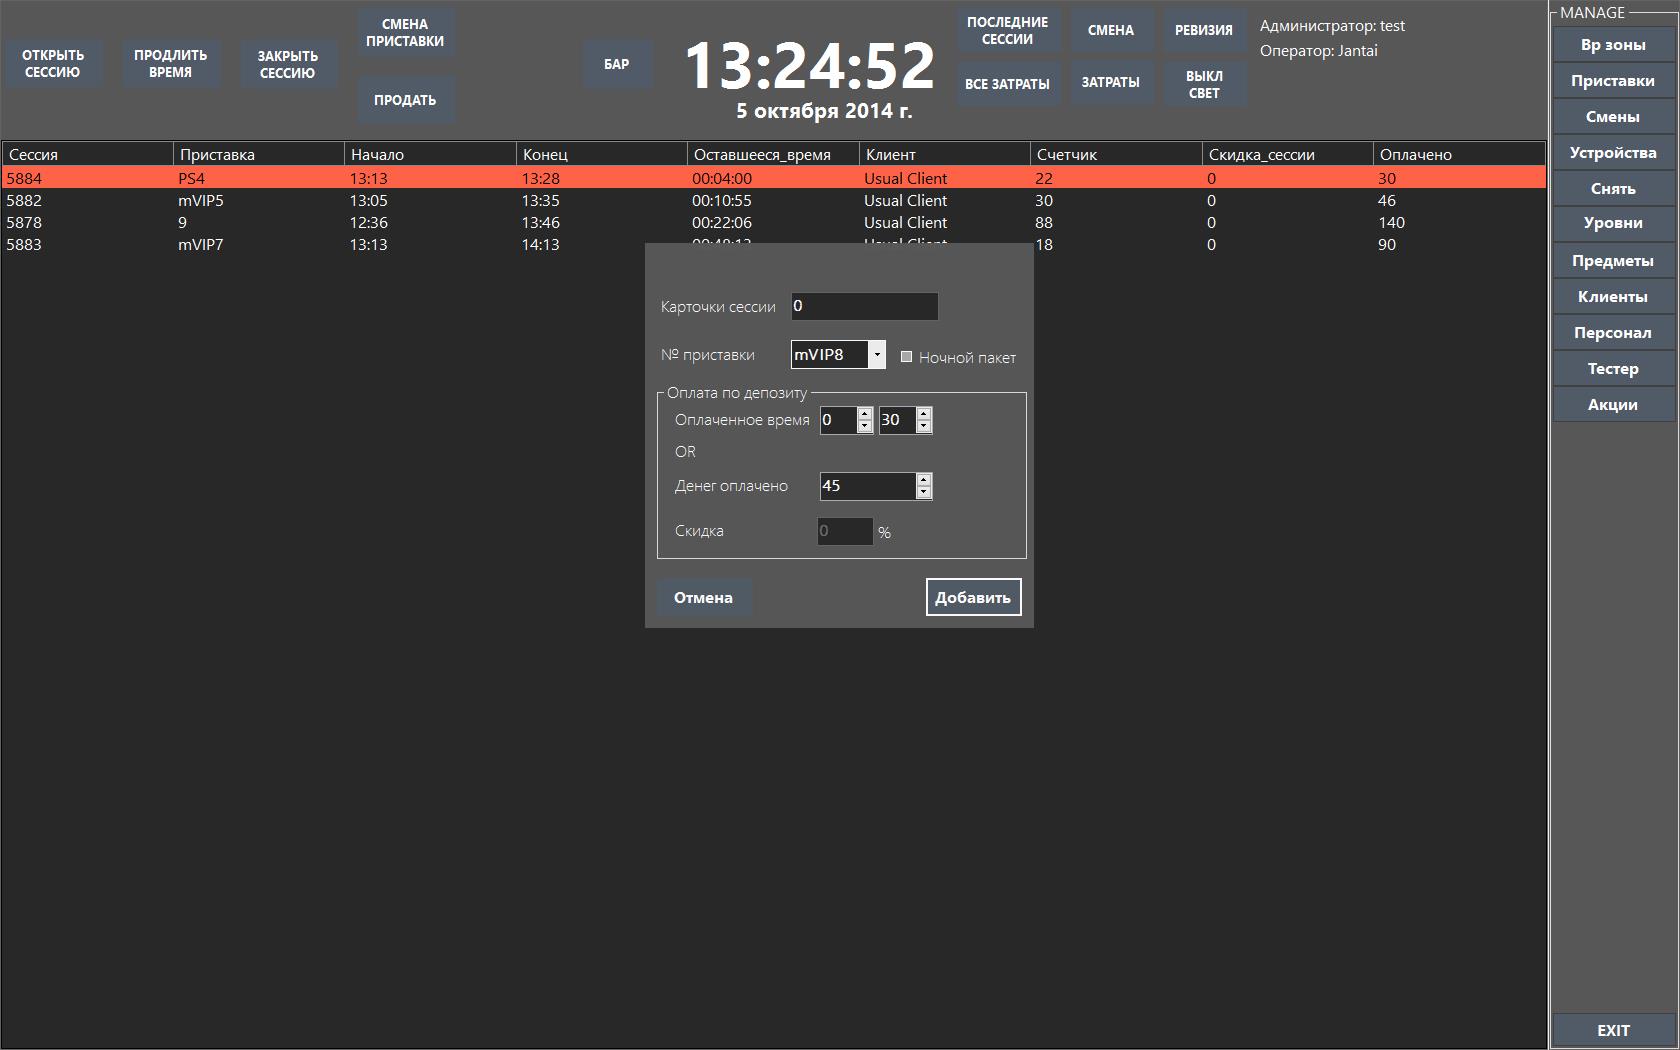 ОТКРЫТЬ
СЕССИЮ
ПРОДЛИТЬ
ВРЕМЯ
ЗАКРЫТЬ
СЕССИЮ
СМЕНА
ПРИСТАВКИ
ПРОДАТЬ
БАР
13:24:52
5 октября 2014 г.
ПОСЛЕДНИЕ
СЕССИИ
СМЕНА
РЕВИЗИЯ
ВСЕ ЗАТРАТЫ
ЗАТРАТЫ
ВЫКЛ
СВЕТ
Администратор: test
Оператор: Jantai
Сессия Приставка Начало Конец Оставшееся_время Клиент Счетчик Скидка_сессии Оплачено
5884 PS4 13:13 13:28 00:04:00 Usual Client 22 0 30
5882 mVIP5 13:05 13:35 00:10:55 Usual Client 30 0 46
5878 9 12:36 13:46 00:22:06 Usual Client 88 0 140
5883 mVIP7 13:13 14:13 Usual Client 18 0 90
Карточки сессии 0
№ приставки mVIP8 Ночной пакет
Оплата по депозиту
Оплаченное время 0 30
OR
Денег оплачено 45
Скидка 0 %
Отмена Добавить
MANAGE
Вр зоны
Приставки
Смены
Устройства
Снять
Уровни
Предметы
Клиенты
Персонал
Тестер
Акции
EXIT